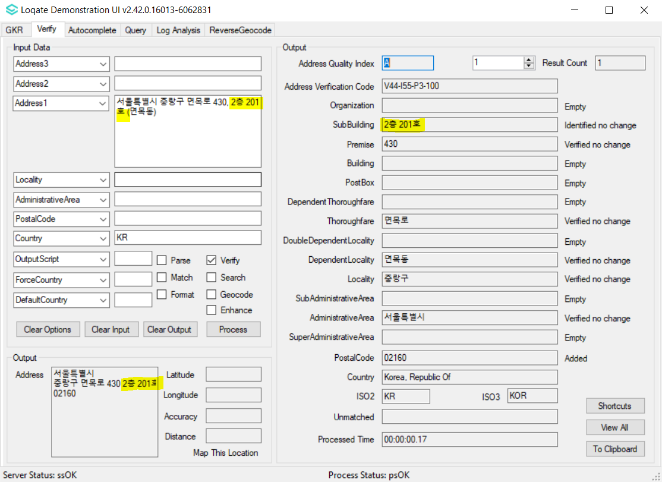 Loqate Demonstration UI v2.42.0.16013-6062831
GKR Verify Autocomplete Query Log Analysis ReverseGeocode
Input Data
Address3
Address2
Address1 서울특별시 중랑구 면목로 430, 2층 201
호 (면목동)
Locality
AdministrativeArea
PostalCode
Country KR
OutputScript Parse Verify
ForceCountry Match Search
DefaultCountry Format Geocode
Enhance
Clear Options Clear Input Clear Output Process
Output
Address 서울특별시
중랑구 면목로 430 2층 201호
02160
Latitude
Longitude
Accuracy
Distance
Map This Location
Output
Address Quality Index A 1 Result Count 1
Address Verification Code V44-I55-P3-100
Organization Empty
SubBuilding 2층 201호 Identified no change
Premise 430 Verified no change
Building Empty
PostBox Empty
DependentThoroughfare Empty
Thoroughfare 면목로 Verified no change
DoubleDependentLocality Empty
DependentLocality 면목동 Verified no change
Locality 중랑구 Verified no change
SubAdministrativeArea Empty
AdministrativeArea 서울특별시 Verified no change
SuperAdministrativeArea Empty
PostalCode 02160 Added
Country Korea, Republic Of
ISO2 KR ISO3 KOR
Unmatched
Processed Time 00:00:00.17
Shortcuts
View All
To Clipboard
Server Status: ssOK Process Status: psOK